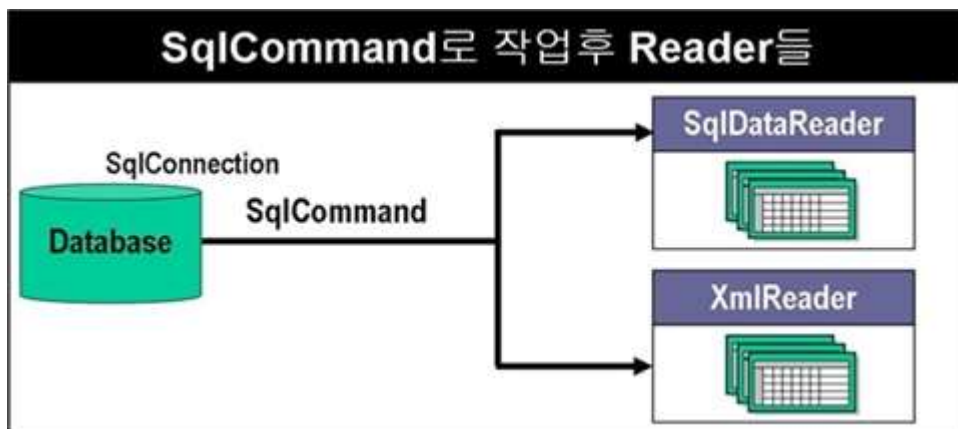 SqlCommand로 작업후 Reader들
SqlDataReader
SqlConnection
SqlCommand
Database
XmlReader